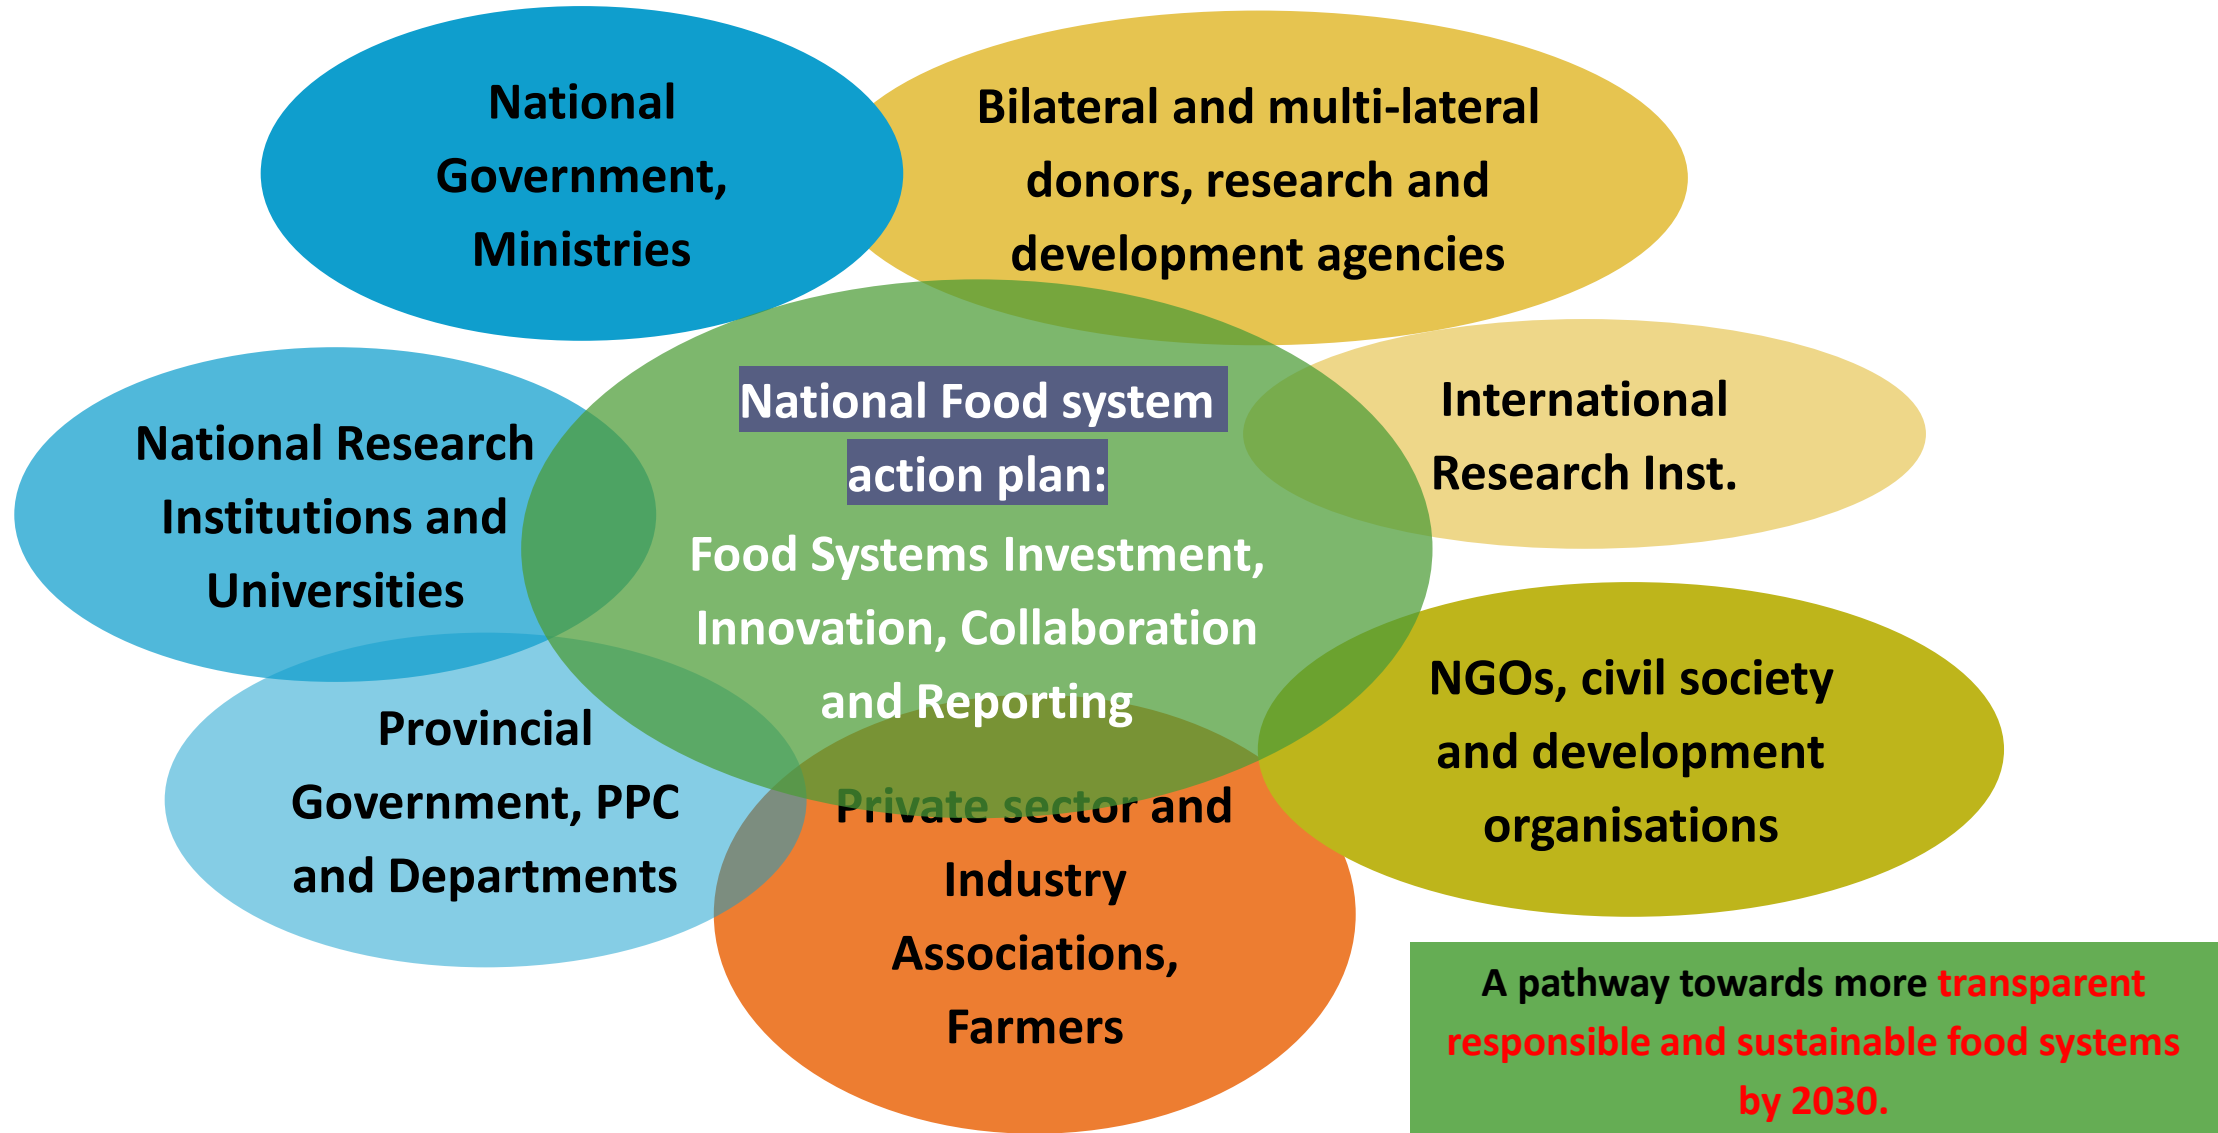 National
Government,
Ministries
Bilateral and multi-lateral
donors, research and
development agencies
National Food system
action plan:
Food Systems Investment,
Innovation, Collaboration
and Reporting
International
Research Inst.
National Research
Institutions and
Universities
NGOs, civil society
and development
organisations
Provincial
Government, PPC
and Departments
Private sector and
Industry
Associations,
Farmers
A pathway towards more transparent
responsible and sustainable food systems
by 2030.